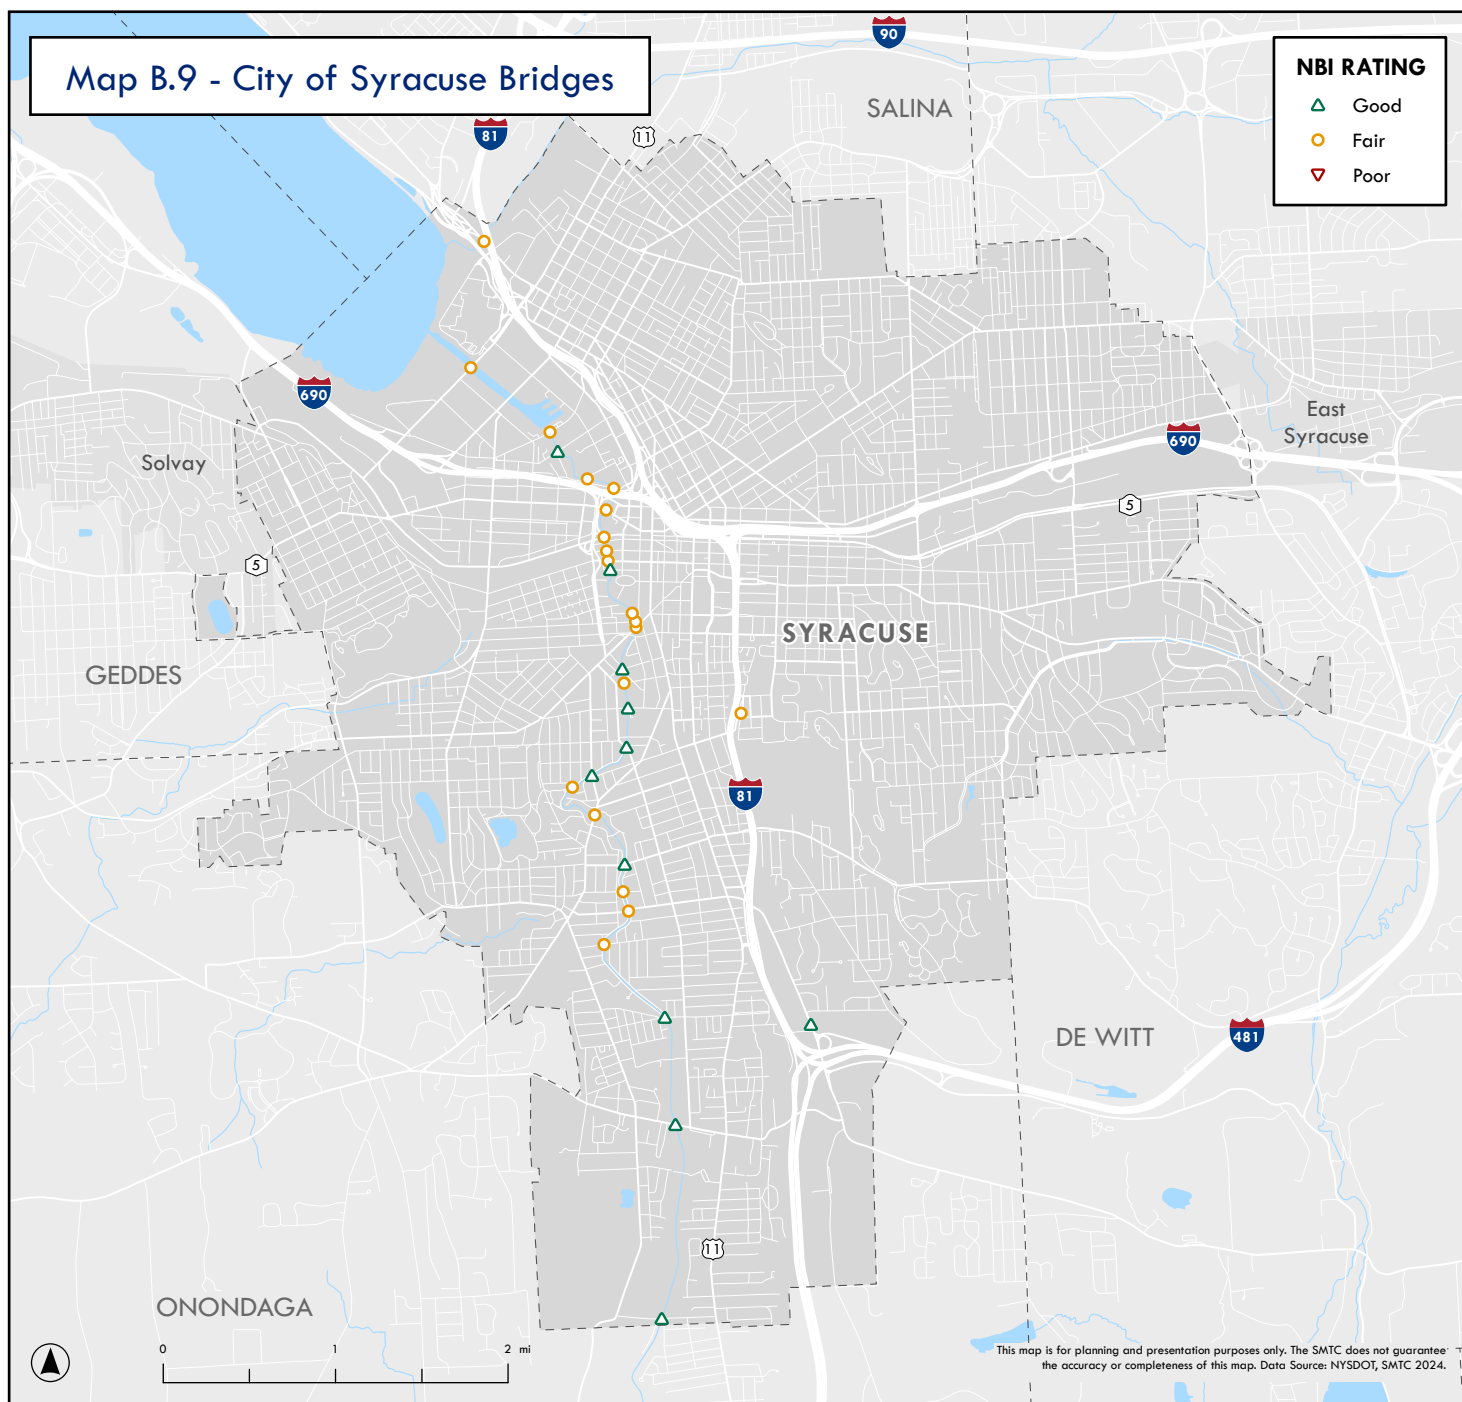 Map B.9 - City of Syracuse Bridges
90
NBI RATING
Good
Fair
Poor
SALINA
81
11
690
690
East
Syracuse
Solvay
5
5
SYRACUSE
GEDDES
81
DE WITT
481
11
ONONDAGA
0 1 2 mi
This map is for planning and presentation purposes only. The SMTC does not guarantee
the accuracy or completeness of this map. Data Source: NYSDOT, SMTC 2024.